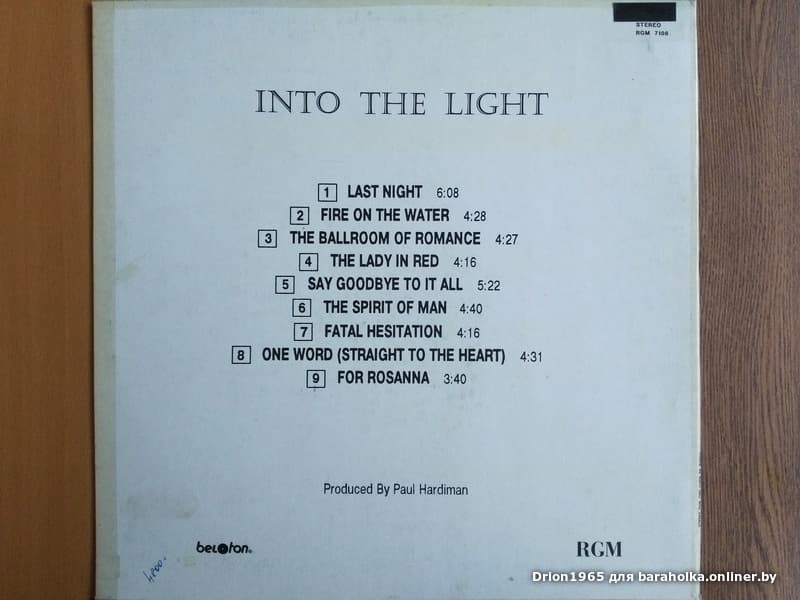 STEREO
RGM 7108
INTO THE LIGHT
1 LAST NIGHT 6:08
2 FIRE ON THE WATER 4:28
3 THE BALLROOM OF ROMANCE 4:27
4 THE LADY IN RED 4:16
5 SAY GOODBYE TO IT ALL 5:22
6 THE SPIRIT OF MAN 4:40
7 FATAL HESITATION 4:16
8 ONE WORD (STRAIGHT TO THE HEART) 4:31
9 FOR ROSANNA 3:40
Produced By Paul Hardiman
RGM
Drion1965 для baraholka.onliner.by